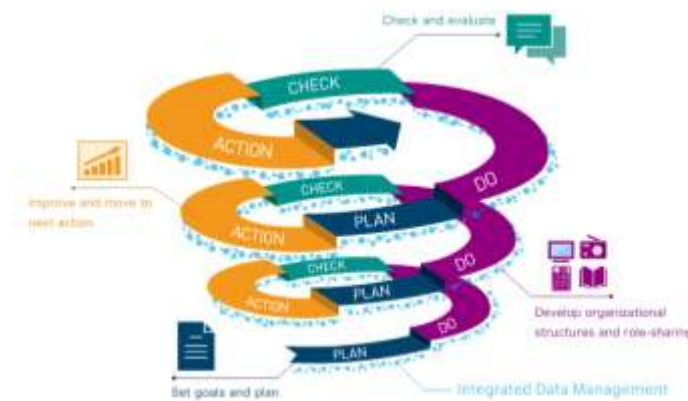 Check and evaluate
CHECK
ACTION
DO
Improve and move to
next action
CHECK
PLAN
ACTION
DO
CHECK
PLAN
ACTION
DO
Develop organizational
structures and role-sharing
PLAN
Set goals and plan
Integrated Data Management